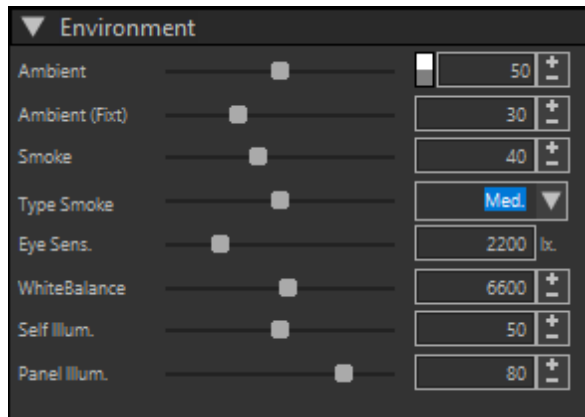 Environment
Ambient 50
Ambient (Fixt) 30
Smoke 40
Type Smoke Med.
Eye Sens. 2200 lx.
WhiteBalance 6600
Self Illum. 50
Panel Illum. 80